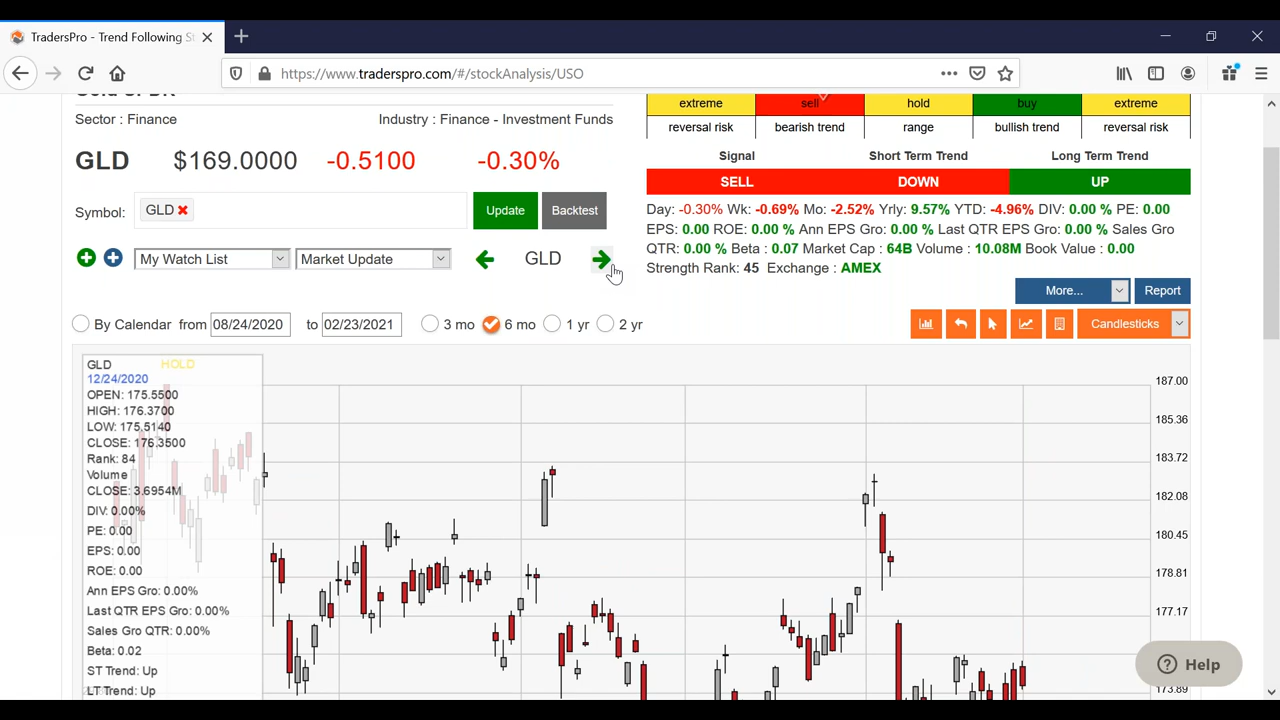 TradersPro - Trend Following St
https://www.traderspro.com/#/stockAnalysis/USO
Sector : Finance
Industry : Finance - Investment Funds
GLD
$169.0000
-0.5100
-0.30%
Symbol:
GLD
Update
Backtest
My Watch List
Market Update
GLD
By Calendar from 08/24/2020 to 02/23/2021
3 mo
6 mo
1 yr
2 yr
extreme
sell
hold
buy
extreme
reversal risk
bearish trend
range
bullish trend
reversal risk
Signal
Short Term Trend
Long Term Trend
SELL
DOWN
UP
Day: -0.30% Wk: -0.69% Mo: -2.52% Yrly: 9.57% YTD: -4.96% DIV: 0.00 % PE: 0.00
EPS: 0.00 ROE: 0.00 % Ann EPS Gro: 0.00 % Last QTR EPS Gro: 0.00 % Sales Gro
QTR: 0.00 % Beta : 0.07 Market Cap : 64B Volume : 10.08M Book Value : 0.00
Strength Rank: 45 Exchange : AMEX
More...
Report
Candlesticks
GLD HOLD
12/24/2020
OPEN: 175.5500
HIGH: 176.3700
LOW: 175.5140
CLOSE: 176.3500
Rank: 84
Volume
CLOSE: 3.6954M
DIV: 0.00%
PE: 0.00
EPS: 0.00
ROE: 0.00
Ann EPS Gro: 0.00%
Last QTR EPS Gro: 0.00%
Sales Gro QTR: 0.00%
Beta: 0.02
ST Trend: Up
LT Trend: Up
187.00
185.36
183.72
182.08
180.45
178.81
177.17
173.89
Help